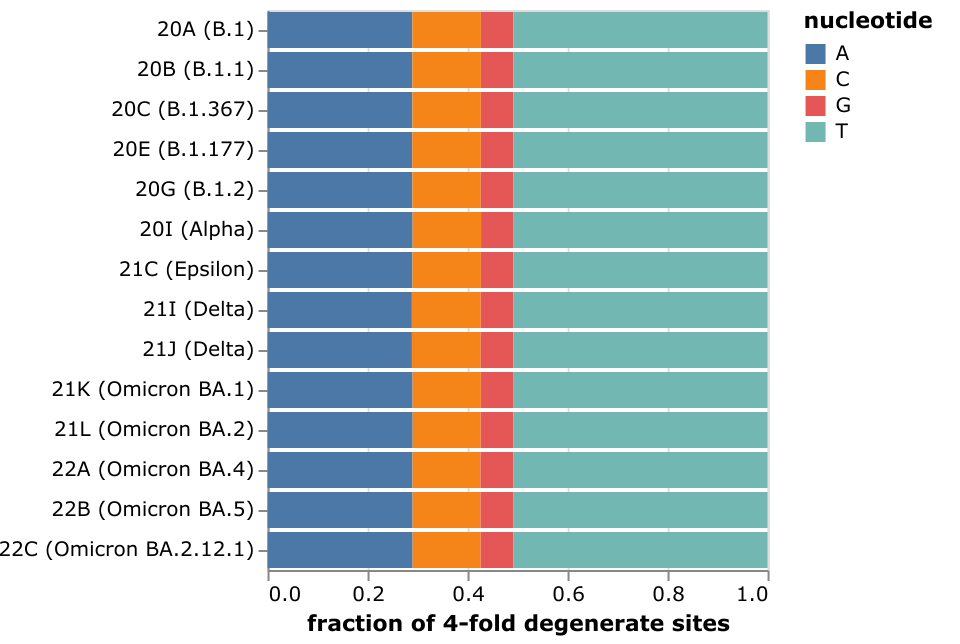 nucleotide
A
C
G
T
20A (B.1)
20B (B.1.1)
20C (B.1.367)
20E (B.1.177)
20G (B.1.2)
20I (Alpha)
21C (Epsilon)
21I (Delta)
21J (Delta)
21K (Omicron BA.1)
21L (Omicron BA.2)
22A (Omicron BA.4)
22B (Omicron BA.5)
22C (Omicron BA.2.12.1)
0.0 0.2 0.4 0.6 0.8 1.0
fraction of 4-fold degenerate sites